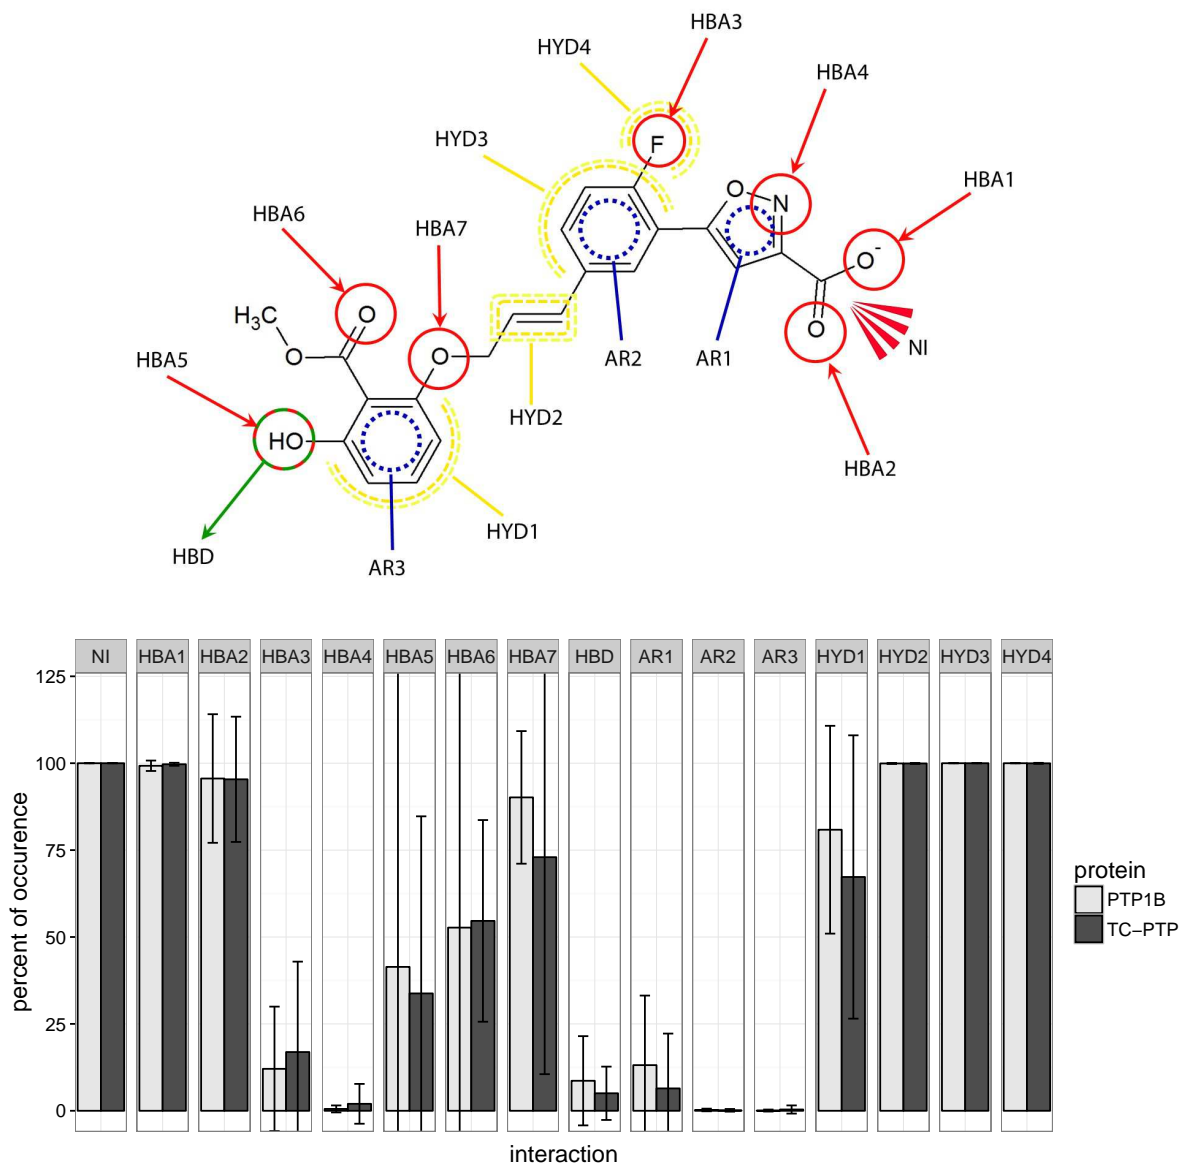 HBA3
HYD4
HBA4
HYD3
F
HBA1
O
N
HBA6
HBA7
O-
H3C
O
O
O
O
HBA5
AR2
AR1
NI
HYD2
HO
HBA2
HYD1
HBD
AR3
NI HBA1 HBA2 HBA3 HBA4 HBA5 HBA6 HBA7 HBD AR1 AR2 AR3 HYD1 HYD2 HYD3 HYD4
125
100
75
50
25
0
percent of occurence
interaction
protein
PTP1B
TC−PTP